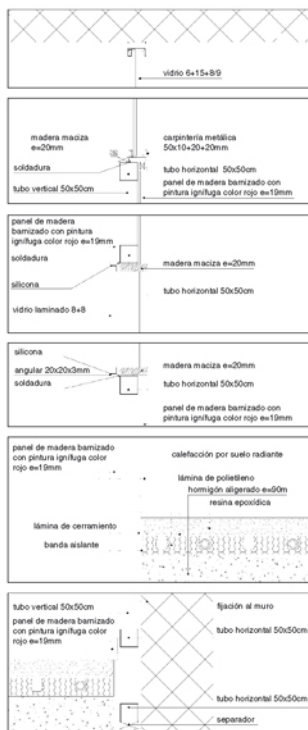 vidrio 6+15+8/9
madera maciza
e=20mm
soldadura
tubo vertical 50x50cm
carpintería metálica
50x10+20+20mm
tubo horizontal 50x50cm
panel de madera barnizado con
pintura ignífuga color rojo e=19mm
panel de madera
barnizado con pintura
ignífuga color rojo e=19mm
soldadura
silicona
vidrio laminado 8+8
madera maciza e=20mm
tubo horizontal 50x50cm
silicona
angular 20x20x3mm
soldadura
madera maciza e=20mm
tubo horizontal 50x50cm
panel de madera barnizado con
pintura ignífuga color rojo e=19mm
panel de madera barnizado
con pintura ignífuga color
rojo e=19mm
lámina de cerramiento
banda aislante
calefacción por suelo radiante
lámina de polietileno
hormigón aligerado e=90m
resina epoxídica
tubo vertical 50x50cm
panel de madera barnizado
con pintura ignífuga color
rojo e=19mm
fijación al muro
tubo horizontal 50x50cm
tubo horizontal 50x50cm
separador